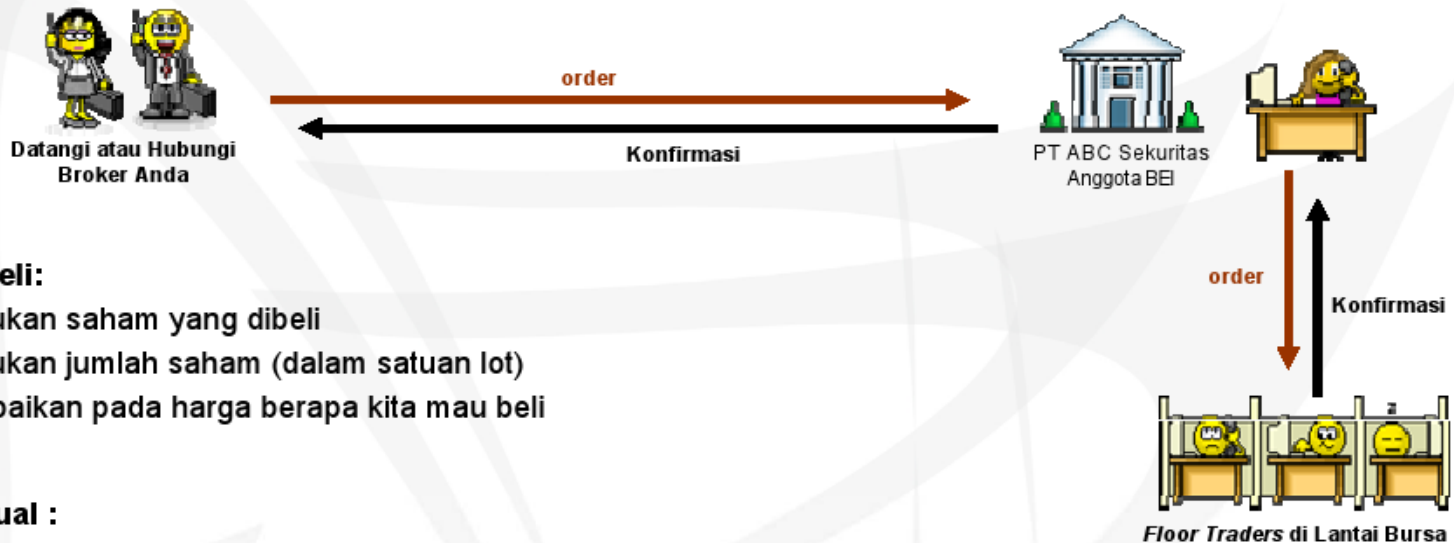 order
Datangi atau Hubungi
Broker Anda
Konfirmasi
PT ABC Sekuritas
Anggota BEI
order
Konfirmasi
eli:
ukan saham yang dibeli
ukan jumlah saham (dalam satuan lot)
paikan pada harga berapa kita mau beli
ual :
z
Floor Traders di Lantai Bursa